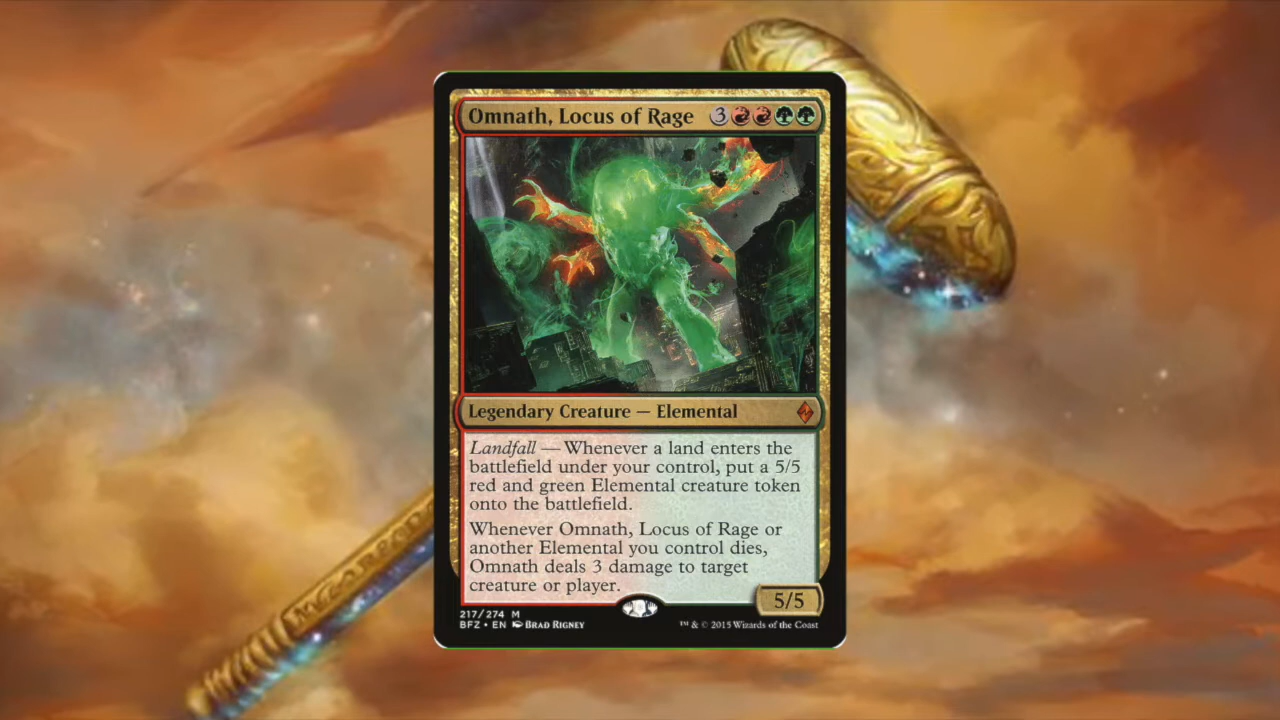 Omnath, Locus of Rage 3
Legendary Creature — Elemental
Landfall — Whenever a land enters the
battlefield under your control, put a 5/5
red and green Elemental creature token
onto the battlefield.
Whenever Omnath, Locus of Rage or
another Elemental you control dies,
Omnath deals 3 damage to target
creature or player.
5/5
217/274 M
BFZ • EN Brad Rigney
™ & © 2015 Wizards of the Coast